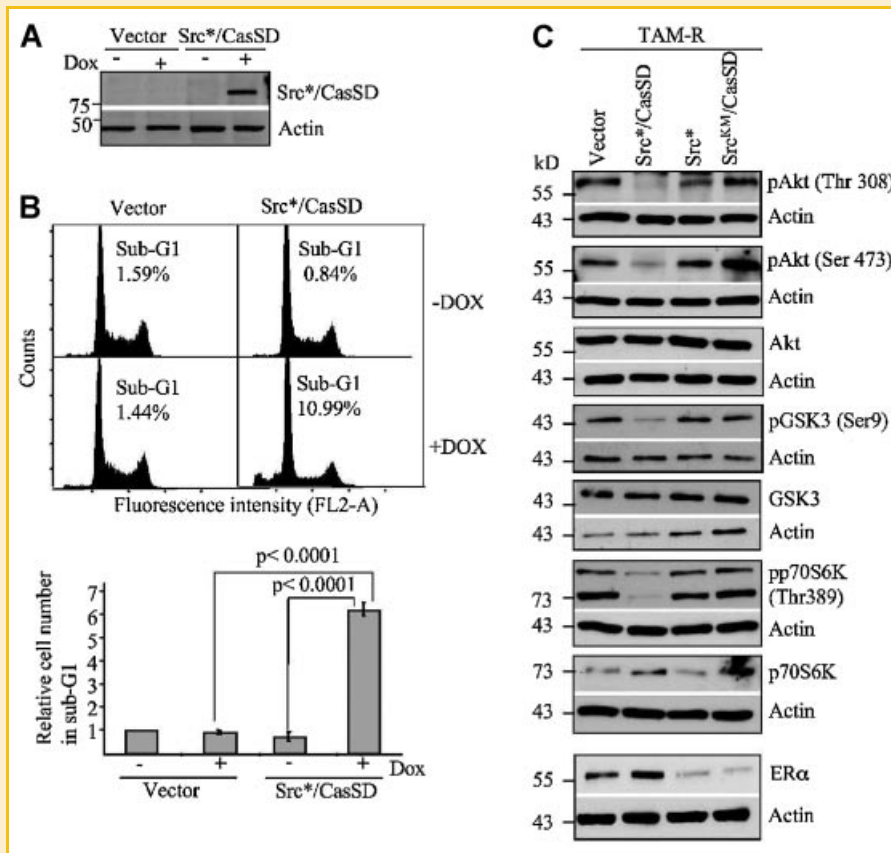 A
Vector Src*/CasSD
Dox - + - +
Src*/CasSD
75
50
Actin
B
Vector Src*/CasSD
Sub-G1
1.59%
Sub-G1
0.84%
-DOX
Counts
Sub-G1
1.44%
Sub-G1
10.99%
+DOX
Fluorescence intensity (FL2-A)
p< 0.0001
p< 0.0001
Relative cell number
in sub-G1
7
6
5
4
3
2
1
- + - + Dox
Vector Src*/CasSD
C
TAM-R
Vector
Src*/CasSD
Src*
SrcKM/CasSD
kD
55 pAkt (Thr 308)
43 Actin
55 pAkt (Ser 473)
43 Actin
55 Akt
43 Actin
43 pGSK3 (Ser9)
43 Actin
43 GSK3
43 Actin
pp70S6K
73 (Thr389)
43 Actin
73 p70S6K
43 Actin
55 ERα
43 Actin